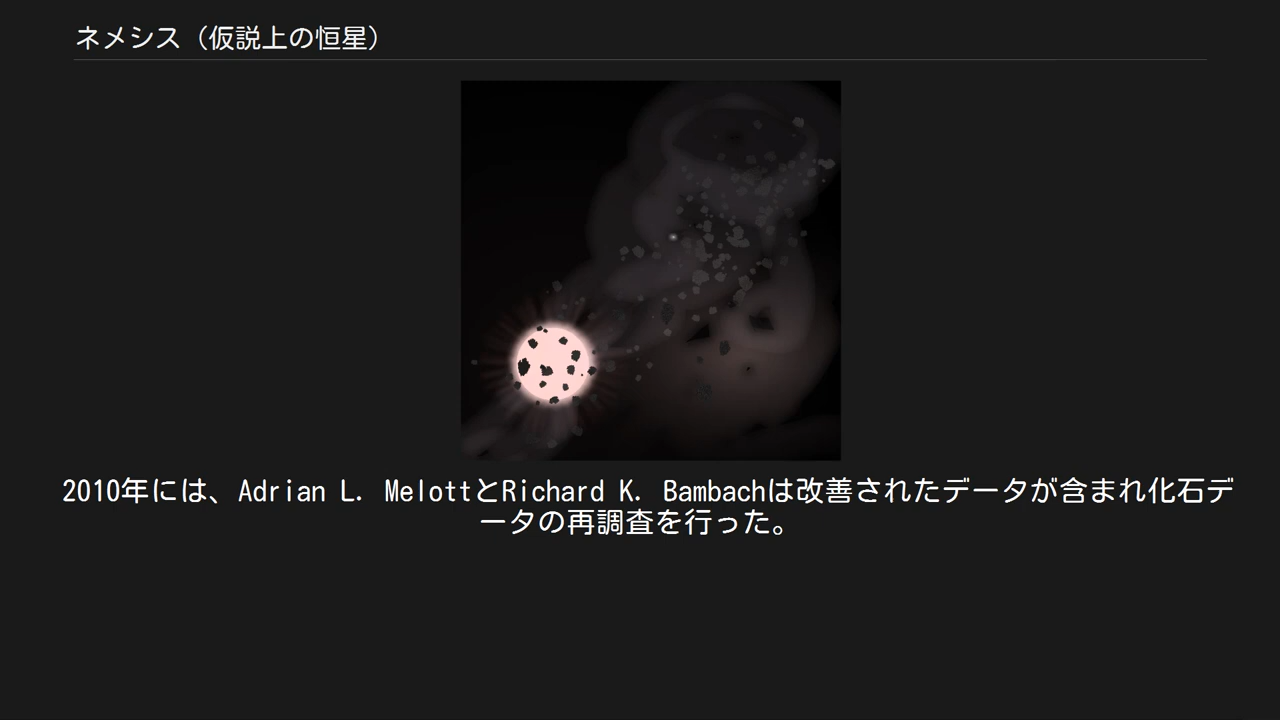 ネメシス（仮説上の恒星）
2010年には、Adrian L. MelottとRichard K. Bambachは改善されたデータが含まれ化石デ
ータの再調査を行った。